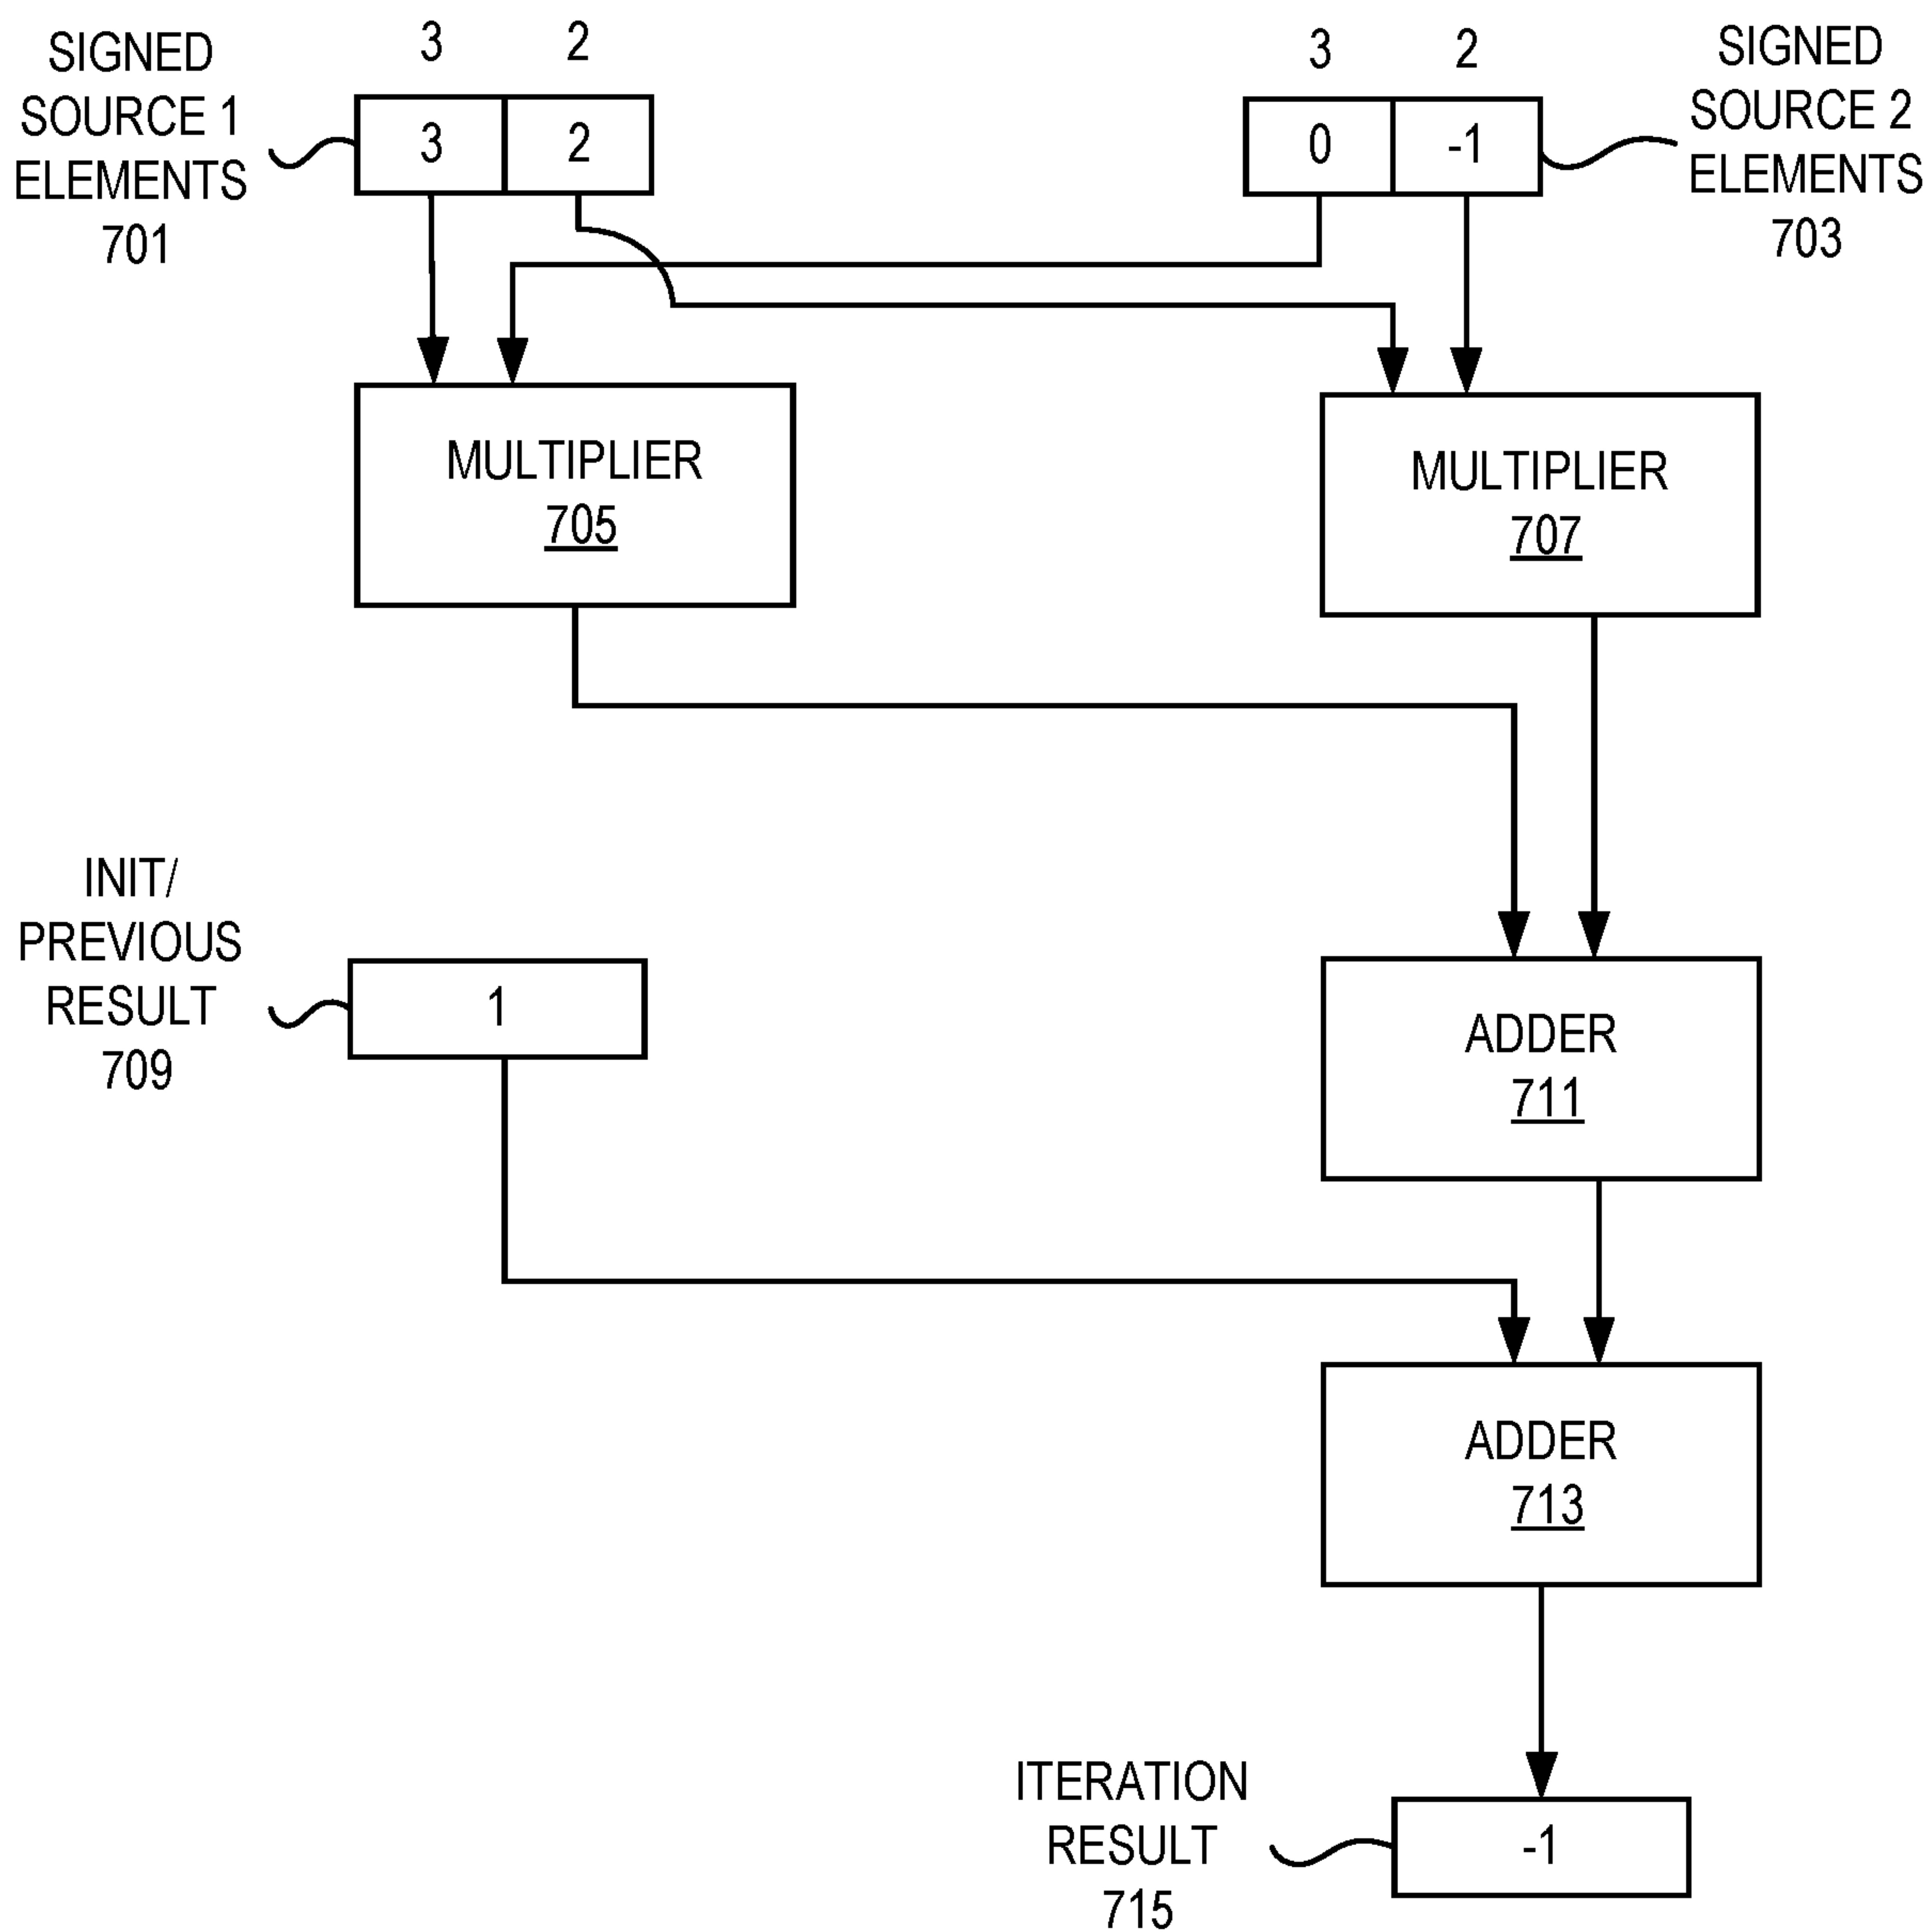 SIGNED
SOURCE 1
ELEMENTS
701
3 2
3 2
3 2
0 -1
SIGNED
SOURCE 2
ELEMENTS
703
MULTIPLIER
705
MULTIPLIER
707
INIT/
PREVIOUS
RESULT
709
1
ADDER
711
ADDER
713
ITERATION
RESULT
715
-1